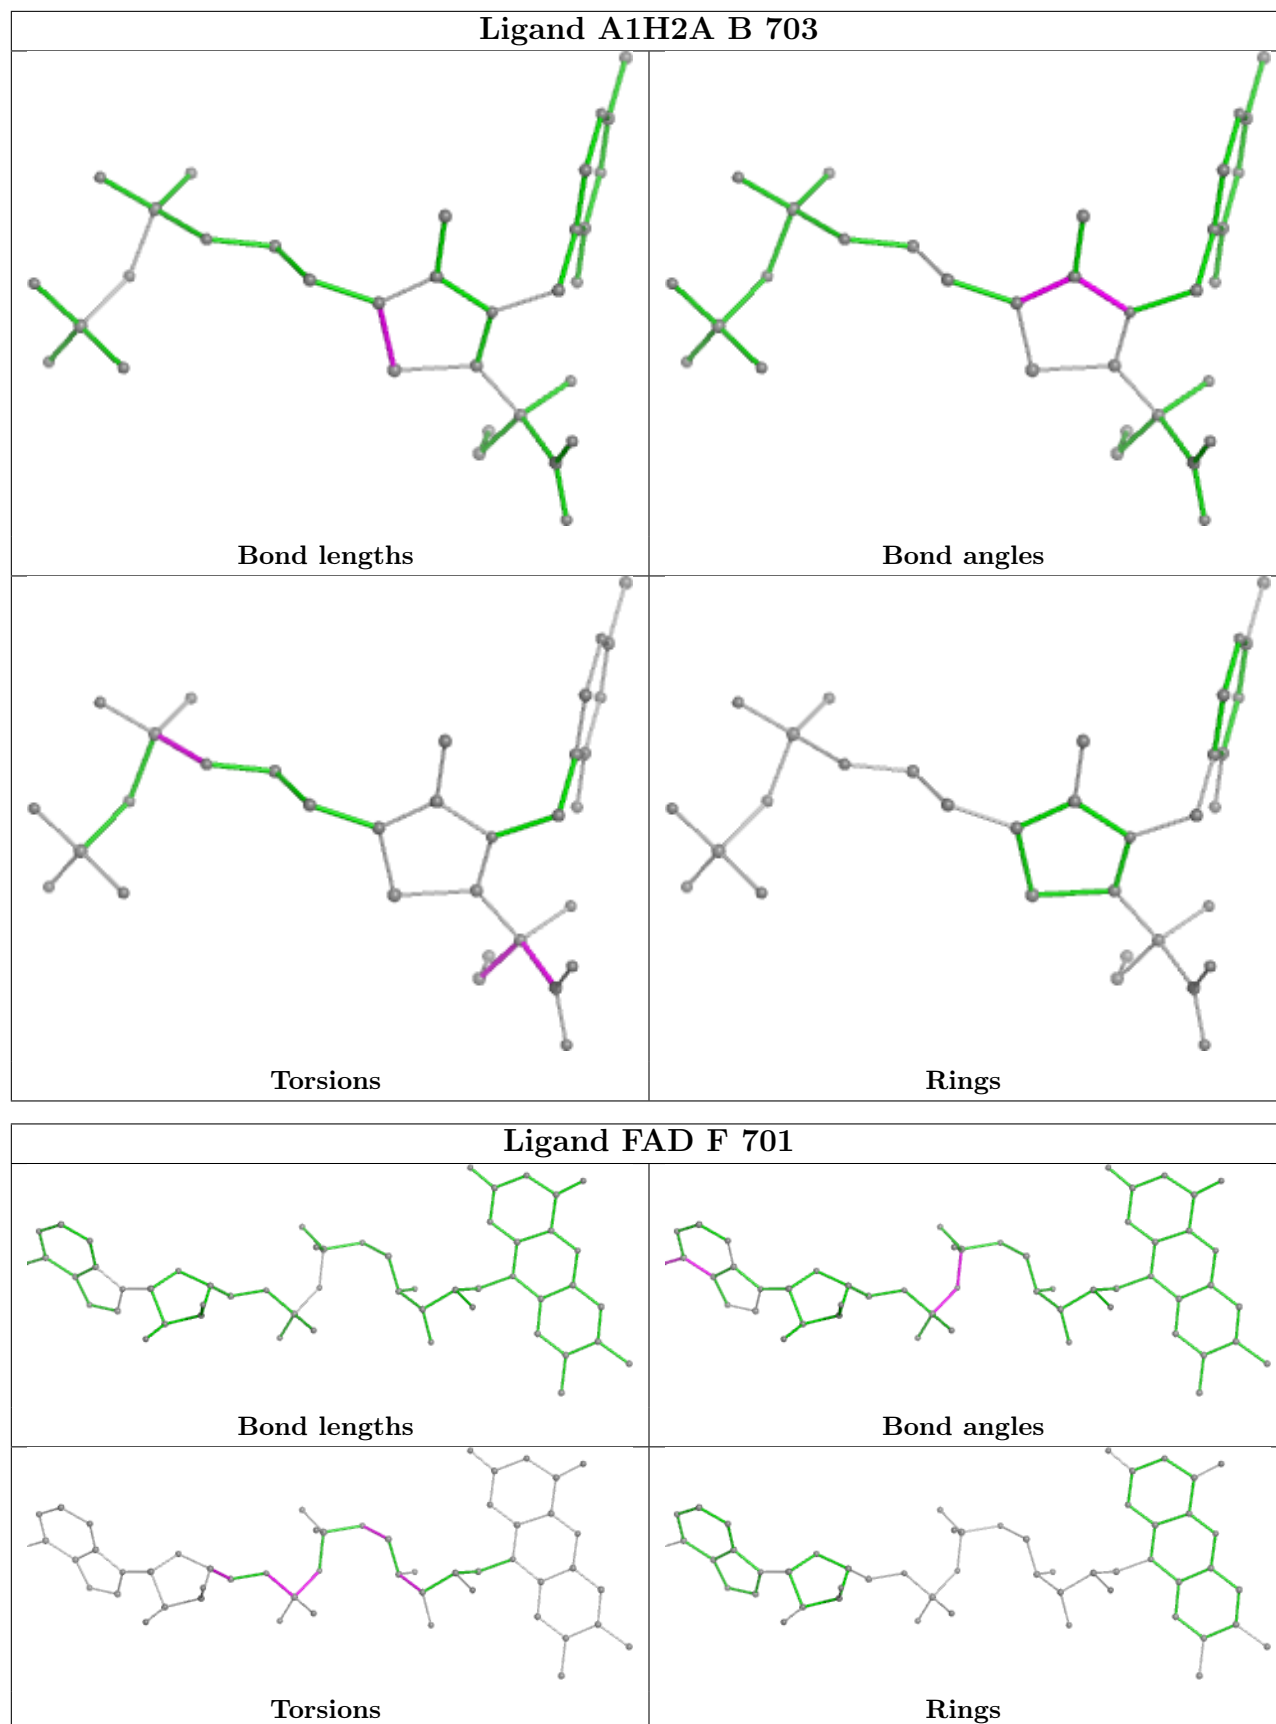 Ligand A1H2A B 703
Bond lengths
Bond angles
Torsions
Rings
Ligand FAD F 701
Bond lengths
Bond angles
Torsions
Rings